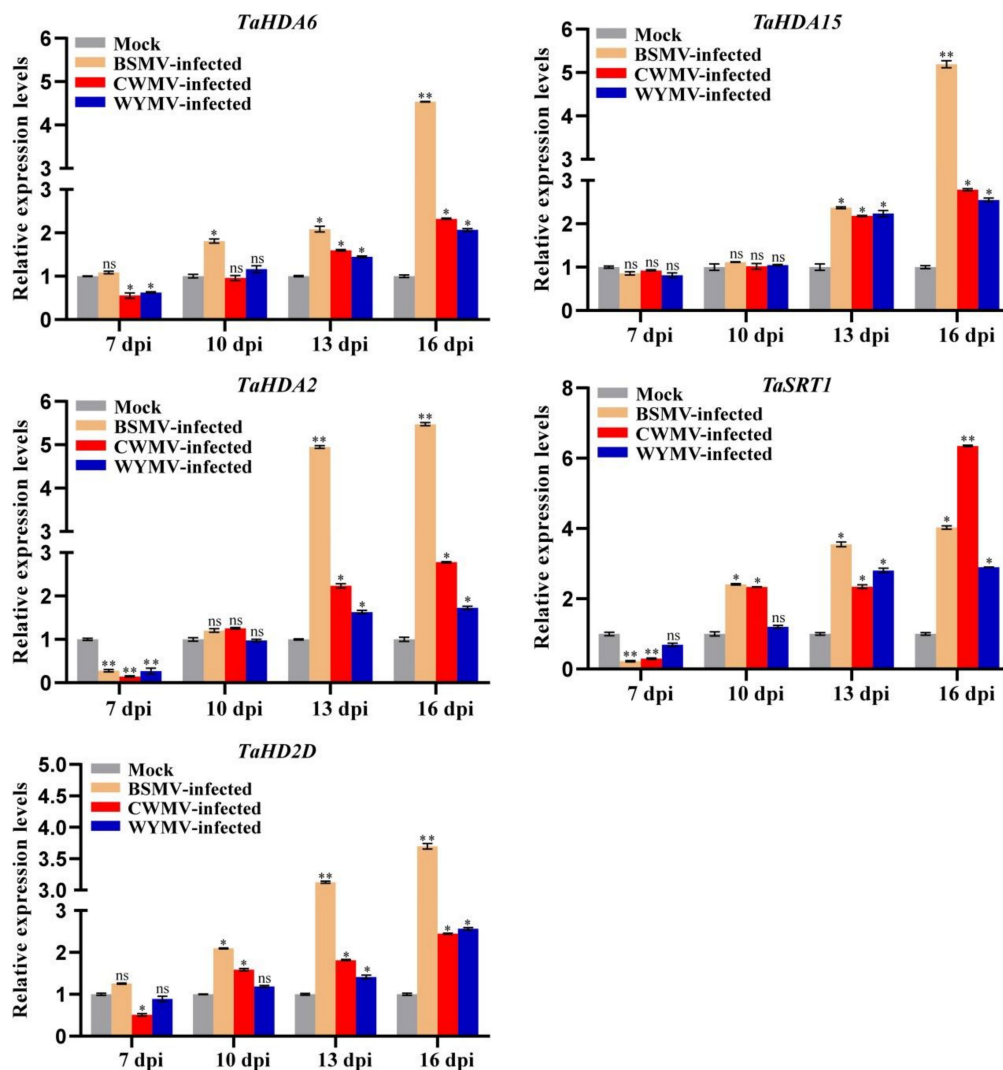 TaHDA6
Relative expression levels
Mock
BSMV-infected
CWMV-infected
WYMV-infected
6
5
4
3
2
1
0
ns
*
*
*
ns
ns
*
*
*
**
*
*
7 dpi
10 dpi
13 dpi
16 dpi
TaHDA15
Relative expression levels
Mock
BSMV-infected
CWMV-infected
WYMV-infected
6
5
4
3
3
2
1
0
ns
ns
ns
ns
ns
ns
*
*
*
**
*
*
7 dpi
10 dpi
13 dpi
16 dpi
TaHDA2
Relative expression levels
Mock
BSMV-infected
CWMV-infected
WYMV-infected
6
5
4
3
3
2
1
0
**
**
**
ns
ns
ns
**
*
*
**
*
*
7 dpi
10 dpi
13 dpi
16 dpi
TaSRT1
Relative expression levels
Mock
BSMV-infected
CWMV-infected
WYMV-infected
8
6
4
2
0
**
**
ns
*
*
ns
*
*
*
*
**
*
7 dpi
10 dpi
13 dpi
16 dpi
TaHD2D
Relative expression levels
Mock
BSMV-infected
CWMV-infected
WYMV-infected
5.0
4.5
4.0
3.5
3.0
3
2
1
0
ns
*
ns
*
*
ns
**
*
*
**
*
*
7 dpi
10 dpi
13 dpi
16 dpi